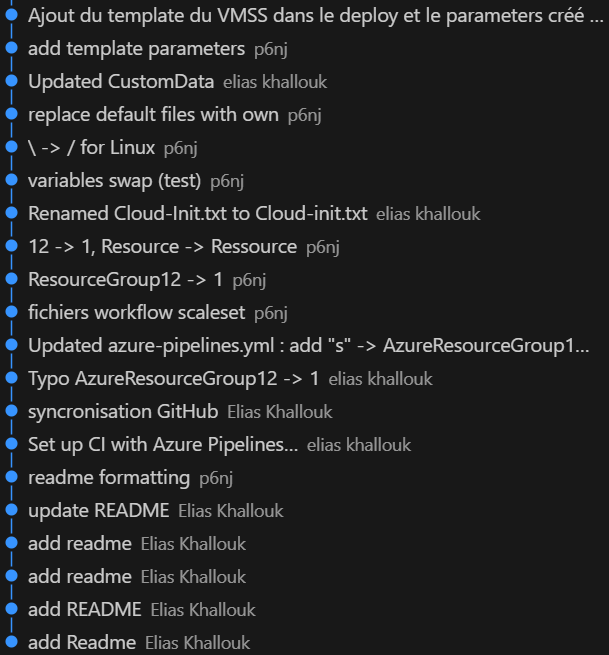 Ajout du template du VMSS dans le deploy et le parameters créé ...
add template parameters p6nj
Updated CustomData elias khallouk
replace default files with own p6nj
\ -> / for Linux p6nj
variables swap (test) p6nj
Renamed Cloud-Init.txt to Cloud-init.txt elias khallouk
12 -> 1, Resource -> Ressource p6nj
ResourceGroup12 -> 1 p6nj
fichiers workflow scaleset p6nj
Updated azure-pipelines.yml : add "s" -> AzureResourceGroup1...
Typo AzureResourceGroup12 -> 1 elias khallouk
syncronisation GitHub Elias Khallouk
Set up CI with Azure Pipelines... elias khallouk
readme formatting p6nj
update README Elias Khallouk
add readme Elias Khallouk
add readme Elias Khallouk
add README Elias Khallouk
add Readme Elias Khallouk